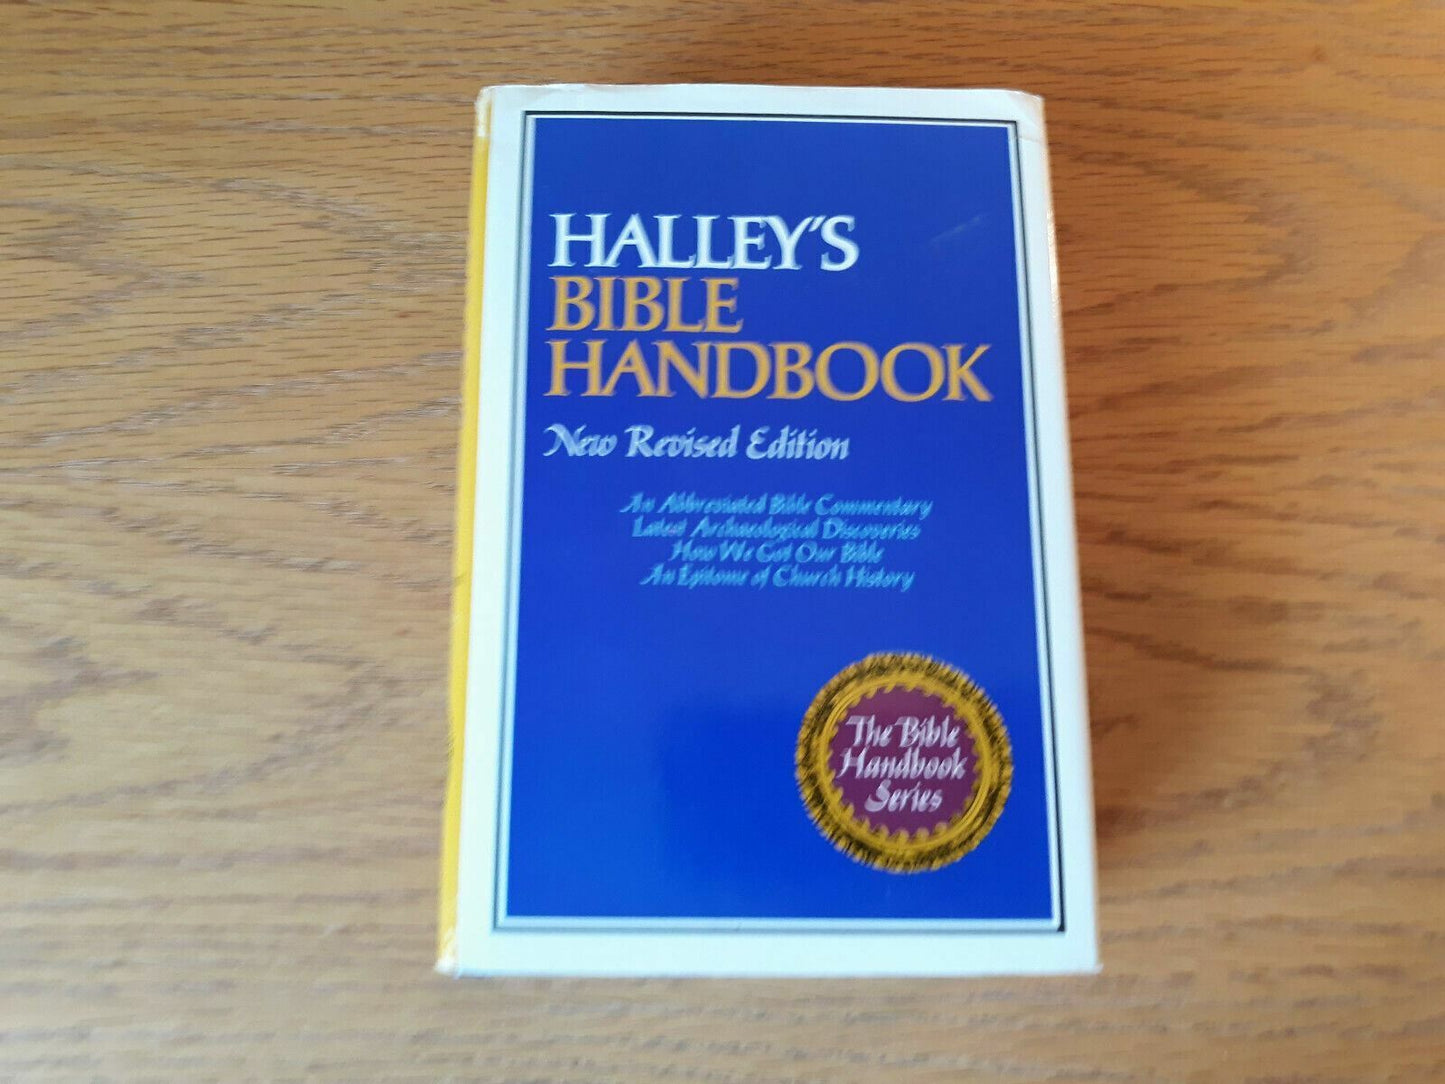 HALLEY'S
BIBLE
HANDBOOK
New Revised Edition
An Abbreviated Bible Commentary
Latest Archaeological Discoveries
How We Got Our Bible
An Epitome of Church History
The Bible
Handbook
Series